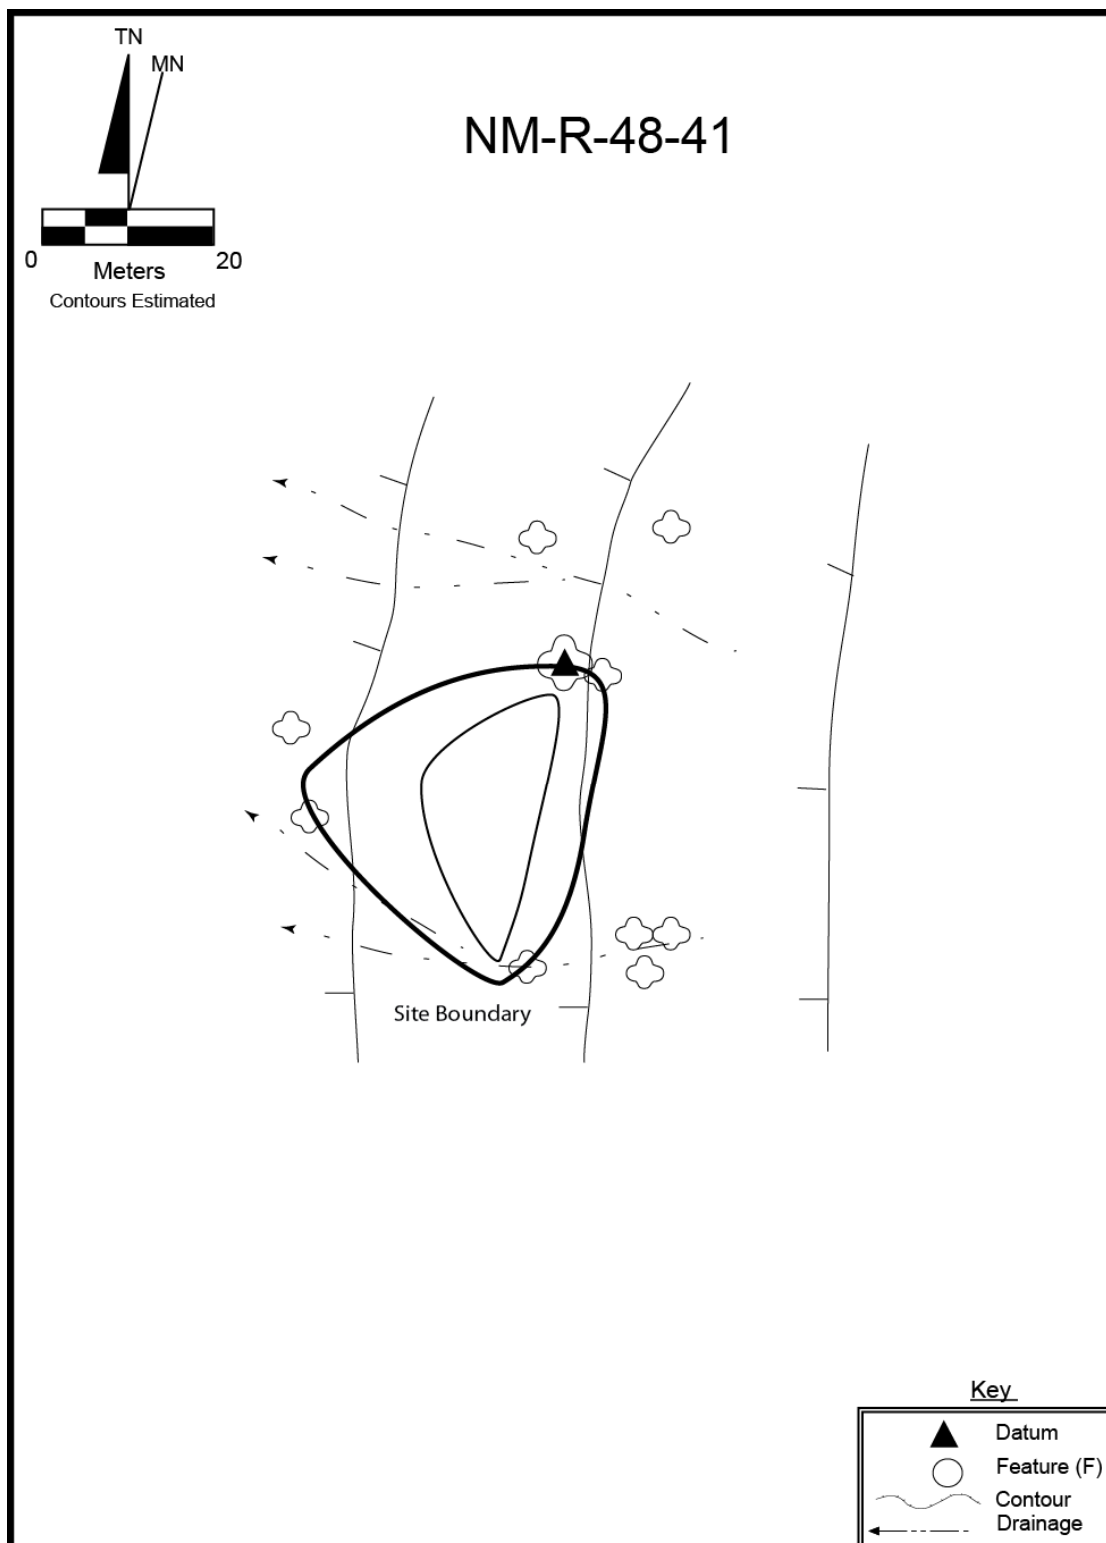 TN
MN
NM-R-48-41
0
20
Meters
Contours Estimated
Site Boundary
Key
Datum
Feature (F)
Contour
Drainage